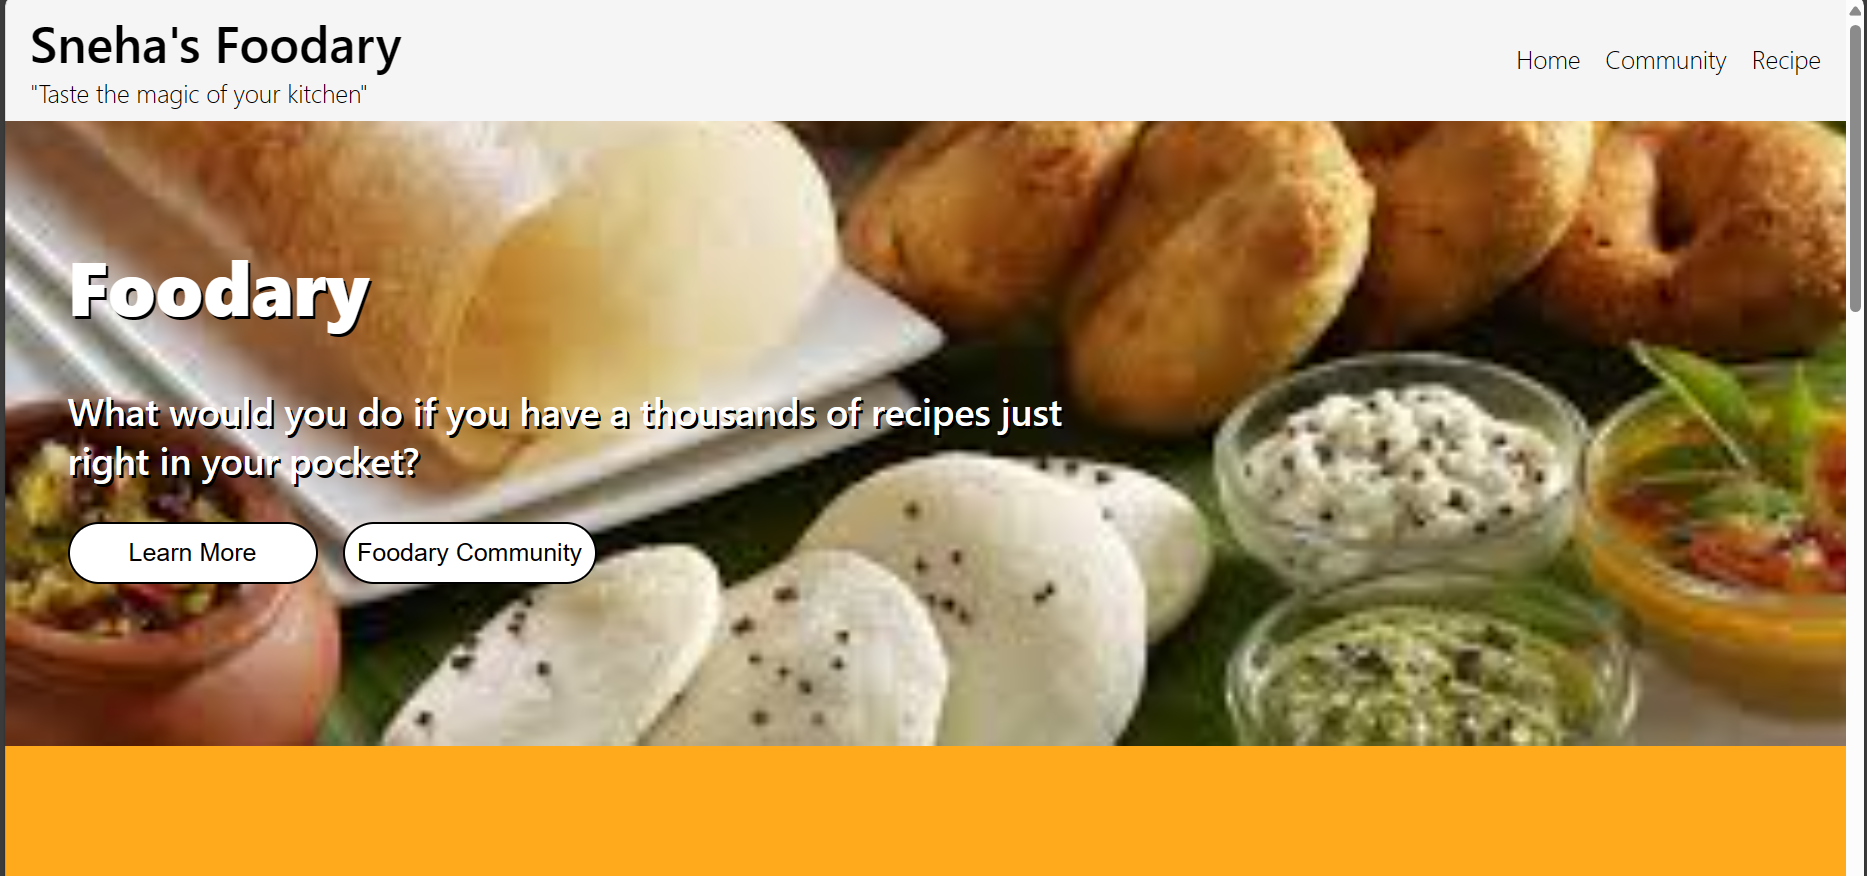 Sneha's Foodary
"Taste the magic of your kitchen"
Home Community Recipe
Foodary
What would you do if you have a thousands of recipes just
right in your pocket?
Learn More Foodary Community